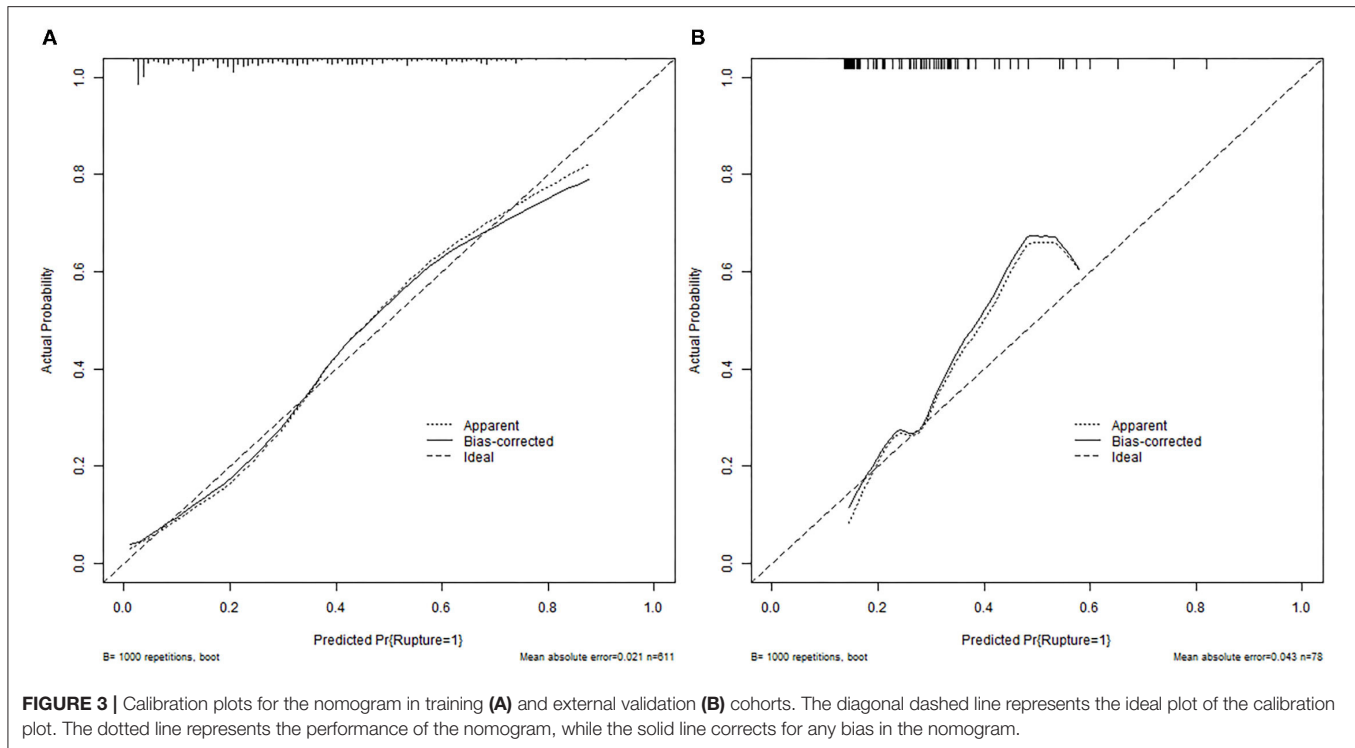 A
Actual Probability
1.0
0.8
0.6
0.4
0.2
0.0
Apparent
Bias-corrected
Ideal
0.0 0.2 0.4 0.6 0.8 1.0
Predicted Pr{Rupture=1}
B= 1000 repetitions, boot
Mean absolute error=0.021 n=611
B
Actual Probability
1.0
0.8
0.6
0.4
0.2
0.0
Apparent
Bias-corrected
Ideal
0.0 0.2 0.4 0.6 0.8 1.0
Predicted Pr{Rupture=1}
B= 1000 repetitions, boot
Mean absolute error=0.043 n=78
FIGURE 3 | Calibration plots for the nomogram in training (A) and external validation (B) cohorts. The diagonal dashed line represents the ideal plot of the calibration
plot. The dotted line represents the performance of the nomogram, while the solid line corrects for any bias in the nomogram.